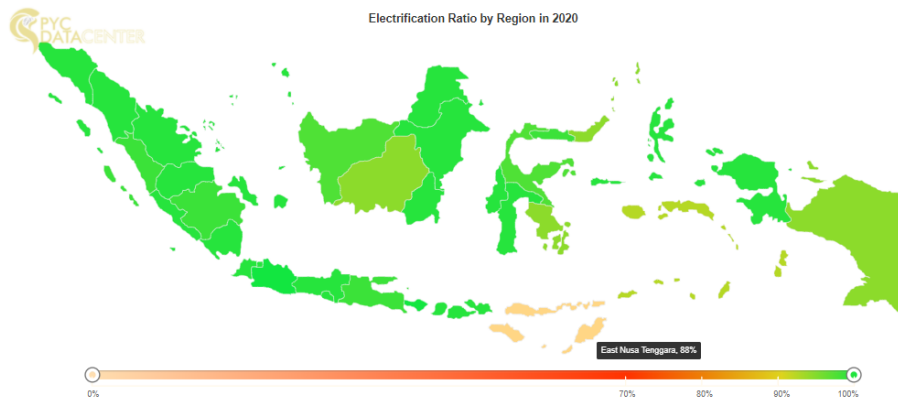 PYC
DATACENTER
Electrification Ratio by Region in 2020
East Nusa Tenggara, 88%
0%
70%
80%
90%
100%